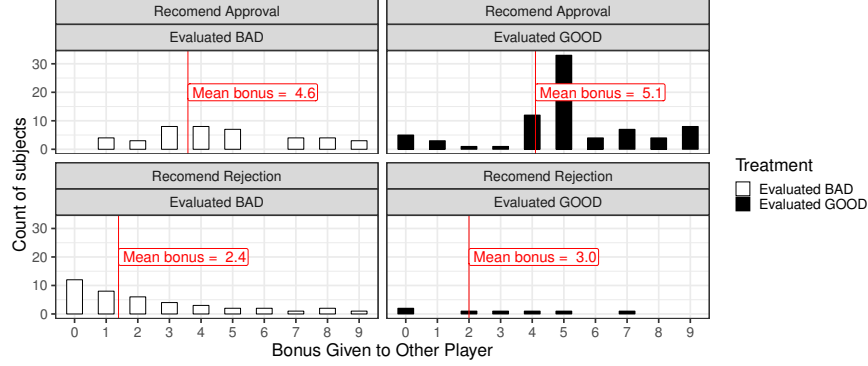 Recomend Approval
Recomend Approval
Evaluated BAD
Evaluated GOOD
30
20
10
0
Mean bonus = 4.6
Mean bonus = 5.1
Recomend Rejection
Recomend Rejection
Evaluated BAD
Evaluated GOOD
30
20
10
0
Mean bonus = 2.4
Mean bonus = 3.0
0 1 2 3 4 5 6 7 8 9
0 1 2 3 4 5 6 7 8 9
Bonus Given to Other Player
Count of subjects
Treatment
Evaluated BAD
Evaluated GOOD